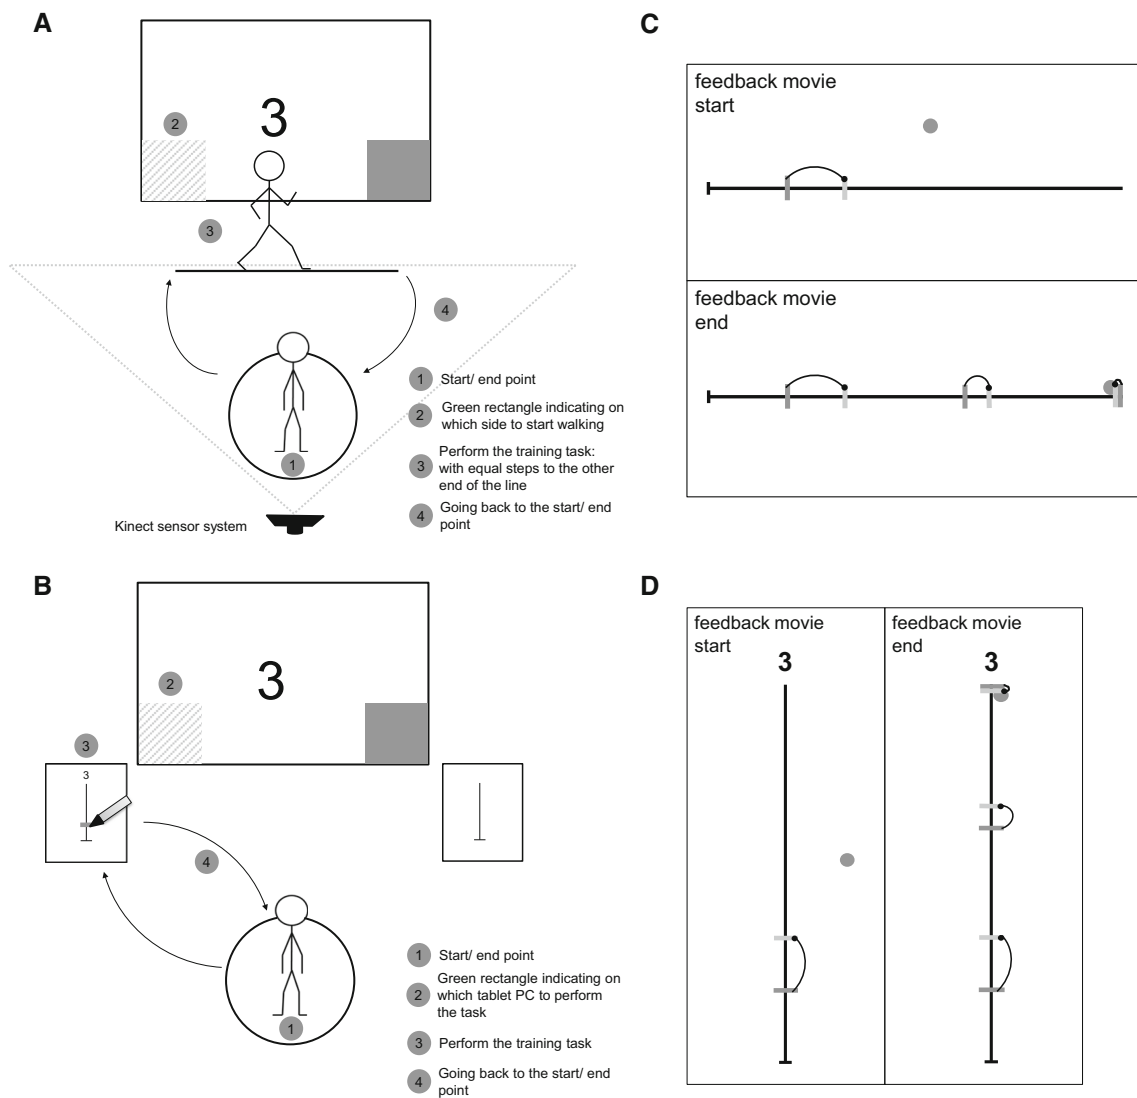 A
2
3
3
4
1
1 Start/ end point
2 Green rectangle indicating on
which side to start walking
3 Perform the training task:
with equal steps to the other
end of the line
4 Going back to the start/ end
point
Kinect sensor system
B
2
3
3
3
4
1
1 Start/ end point
2 Green rectangle indicating on
which tablet PC to perform
the task
3 Perform the training task
4 Going back to the start/ end
point
C
feedback movie
start
feedback movie
end
D
feedback movie
start
3
feedback movie
end
3